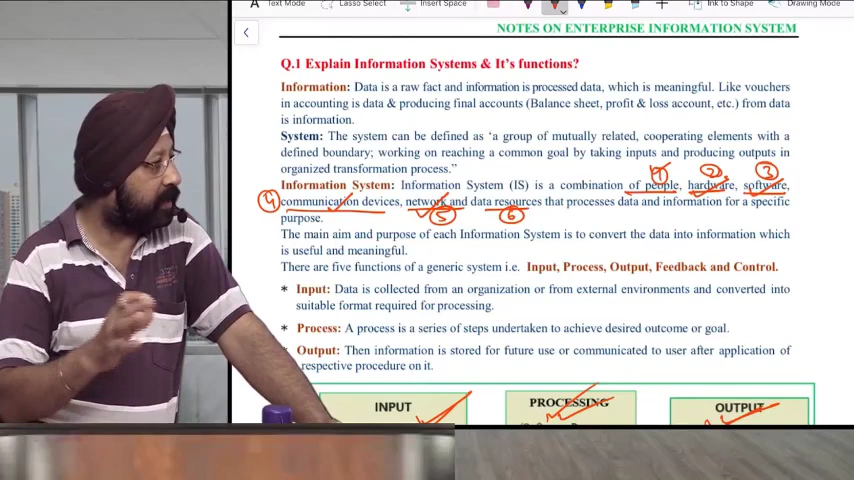 Text Mode
Lasso Select
Insert Space
Ink to Shape
Drawing Mode
NOTES ON ENTERPRISE INFORMATION SYSTEM
Q.1 Explain Information Systems & It's functions?
Information: Data is a raw fact and information is processed data, which is meaningful. Like vouchers
in accounting is data & producing final accounts (Balance sheet, profit & loss account, etc.) from data
is information.
System: The system can be defined as ‘a group of mutually related, cooperating elements with a
defined boundary; working on reaching a common goal by taking inputs and producing outputs in
organized transformation process.”
1 2 3
Information System: Information System (IS) is a combination of people, hardware, software,
4 communication devices, network and data resources that processes data and information for a specific
5 6
purpose.
The main aim and purpose of each Information System is to convert the data into information which
is useful and meaningful.
There are five functions of a generic system i.e. Input, Process, Output, Feedback and Control.
* Input: Data is collected from an organization or from external environments and converted into
suitable format required for processing.
* Process: A process is a series of steps undertaken to achieve desired outcome or goal.
* Output: Then information is stored for future use or communicated to user after application of
respective procedure on it.
INPUT
PROCESSING
OUTPUT